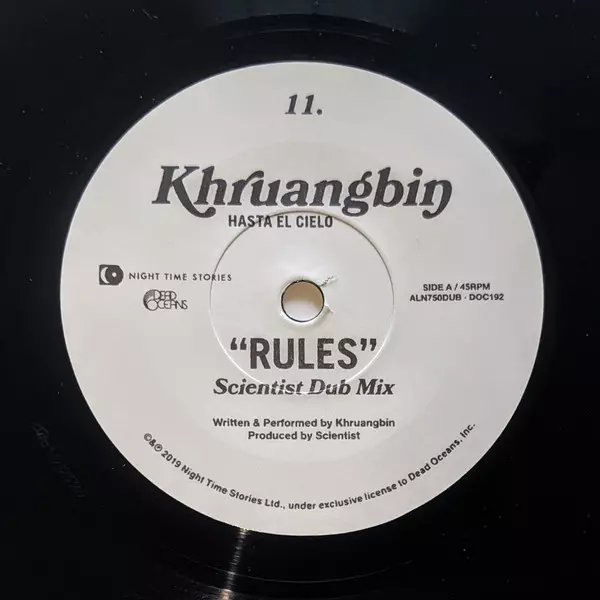 11.
Khruangbin
HASTA EL CIELO
NIGHT TIME STORIES
DEAD OCEANS
SIDE A / 45RPM
ALN750DUB · DOC192
“RULES”
Scientist Dub Mix
Written & Performed by Khruangbin
Produced by Scientist
©&℗ 2019 Night Time Stories Ltd., under exclusive license to Dead Oceans, Inc.